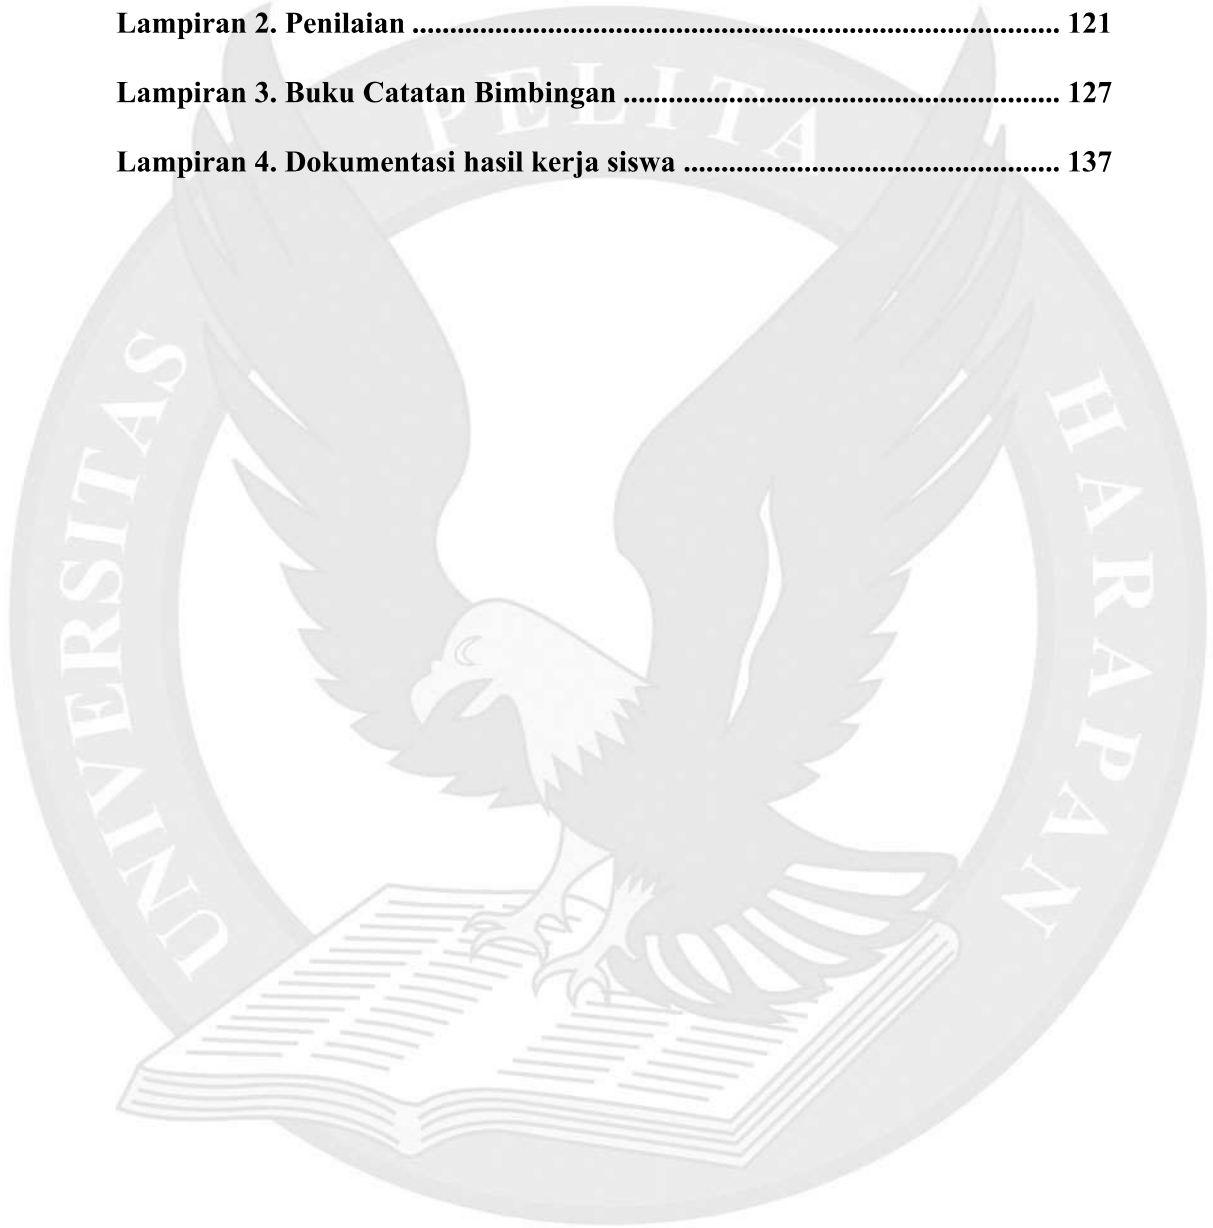 Lampiran 2. Penilaian ........................................................................................ 121
Lampiran 3. Buku Catatan Bimbingan ........................................................... 127
Lampiran 4. Dokumentasi hasil kerja siswa ................................................... 137
UNIVERSITAS PELITA HARAPAN